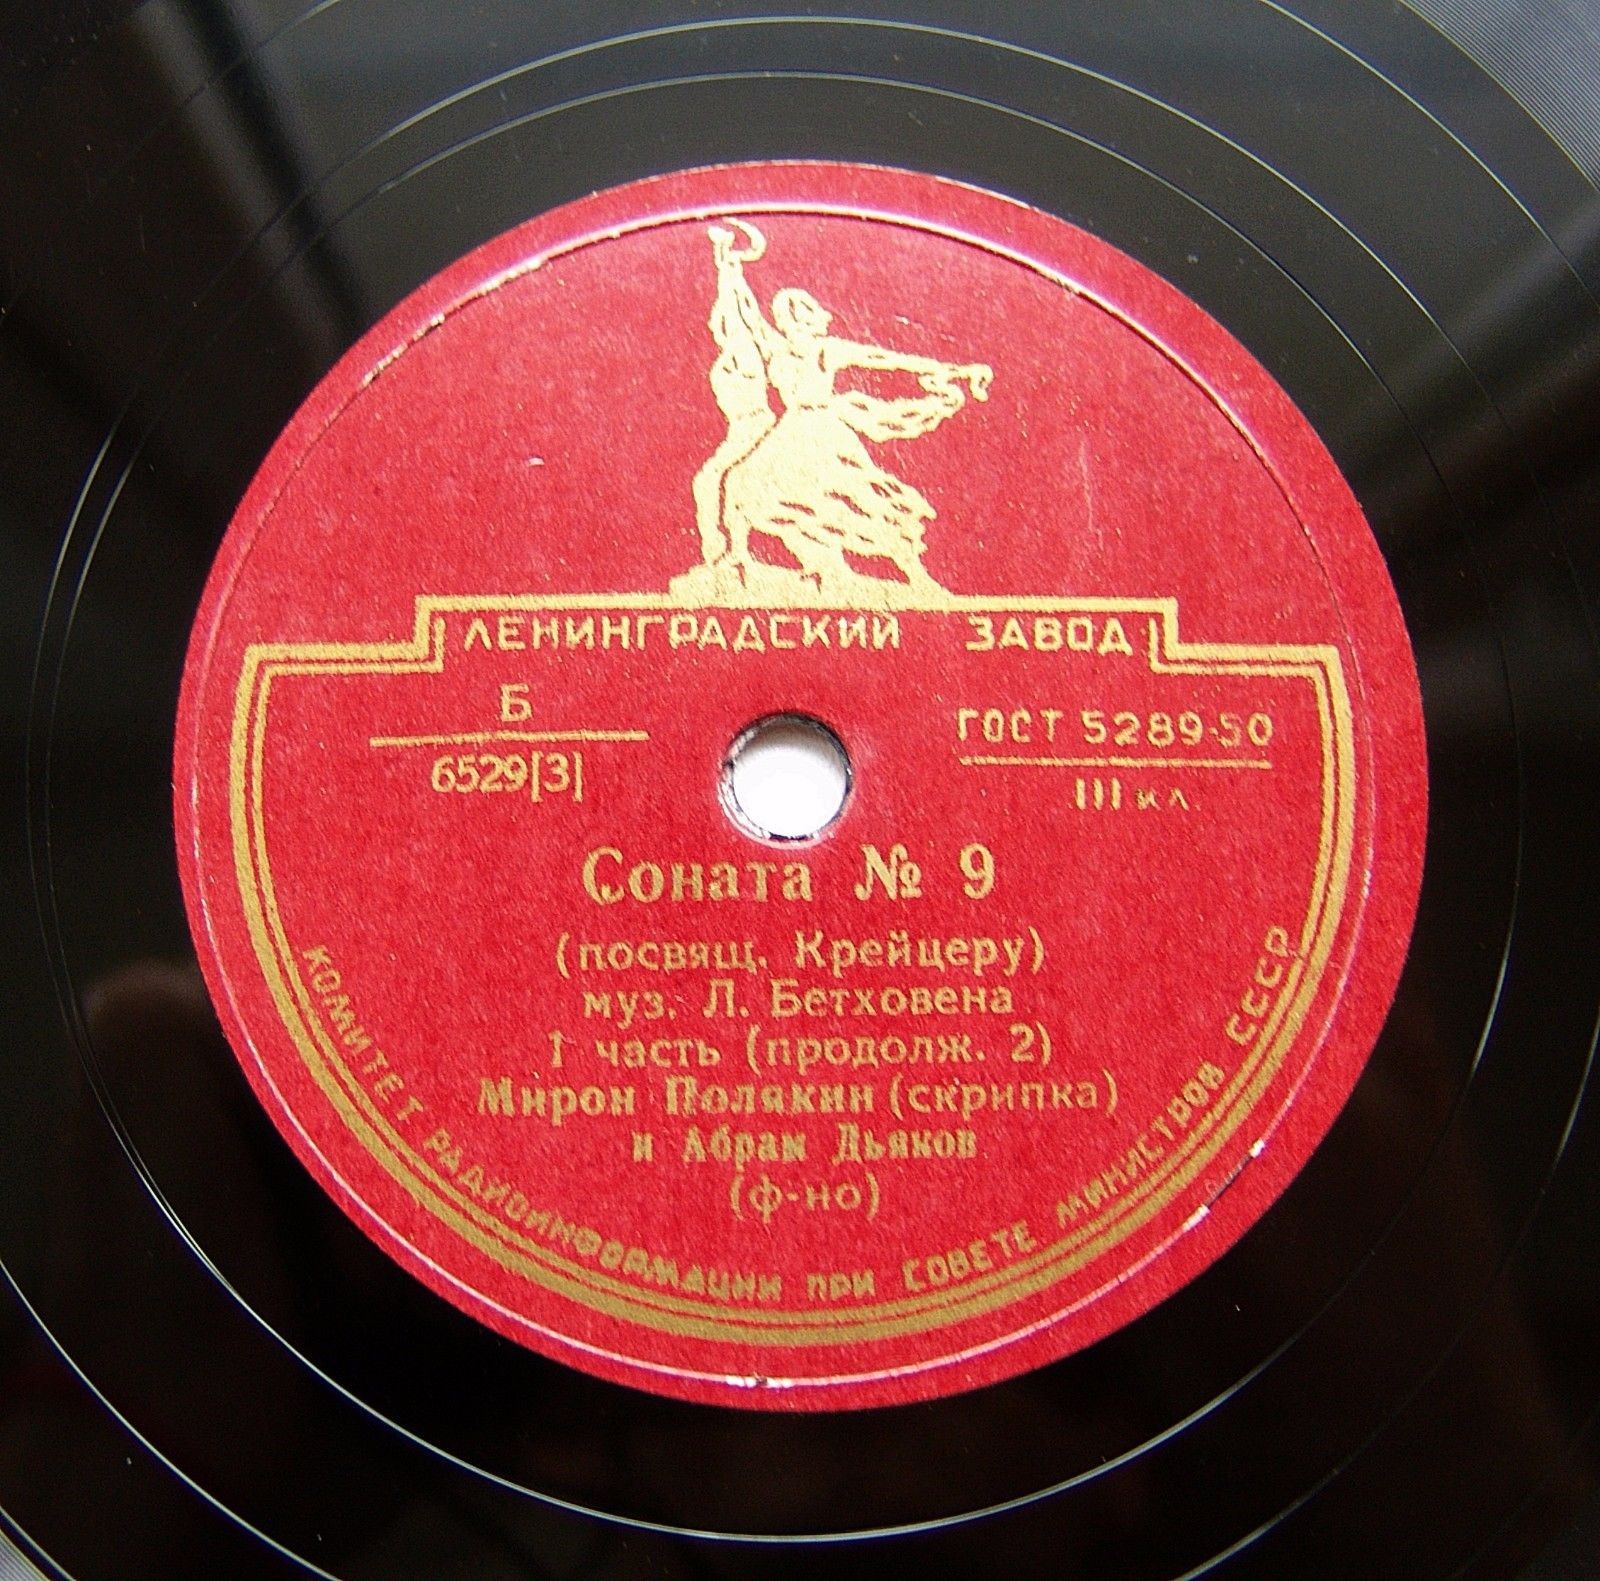 ЛЕНИНГРАДСКИЙ ЗАВОД
Б
6529[3]
ГОСТ 5289-50
III кл.
Соната № 9
(посвящ. Крейцеру)
муз. Л. Бетховена
1 часть (продолж. 2)
Мирон Полякин (скрипка)
и Абрам Дьяков
(ф-но)
КОМИТЕТ РАДИОИНФОРМАЦИИ ПРИ СОВЕТЕ МИНИСТРОВ СССР